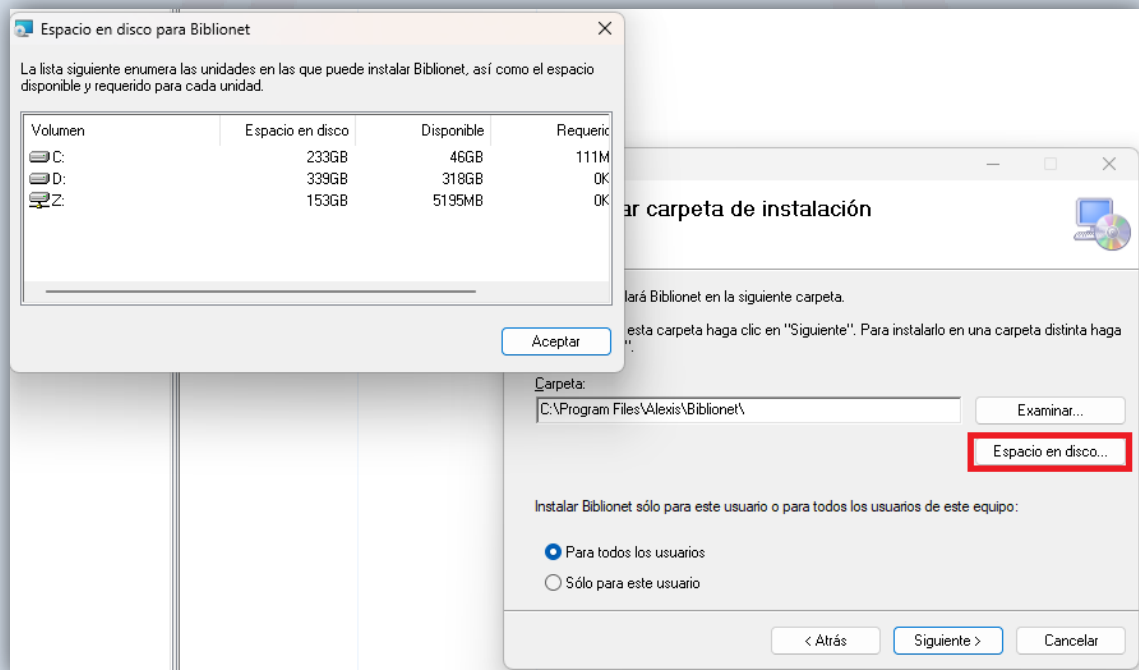 Espacio en disco para Biblionet
La lista siguiente enumera las unidades en las que puede instalar Biblionet, así como el espacio
disponible y requerido para cada unidad.
Volumen Espacio en disco Disponible Requeric
C: 233GB 46GB 111M
D: 339GB 318GB 0K
Z: 153GB 5195MB 0K
Aceptar
ar carpeta de instalación
lará Biblionet en la siguiente carpeta.
esta carpeta haga clic en "Siguiente". Para instalarlo en una carpeta distinta haga
".
Carpeta:
C:\Program Files\Alexis\Biblionet\
Examinar...
Espacio en disco...
Instalar Biblionet sólo para este usuario o para todos los usuarios de este equipo:
Para todos los usuarios
Sólo para este usuario
< Atrás
Siguiente >
Cancelar